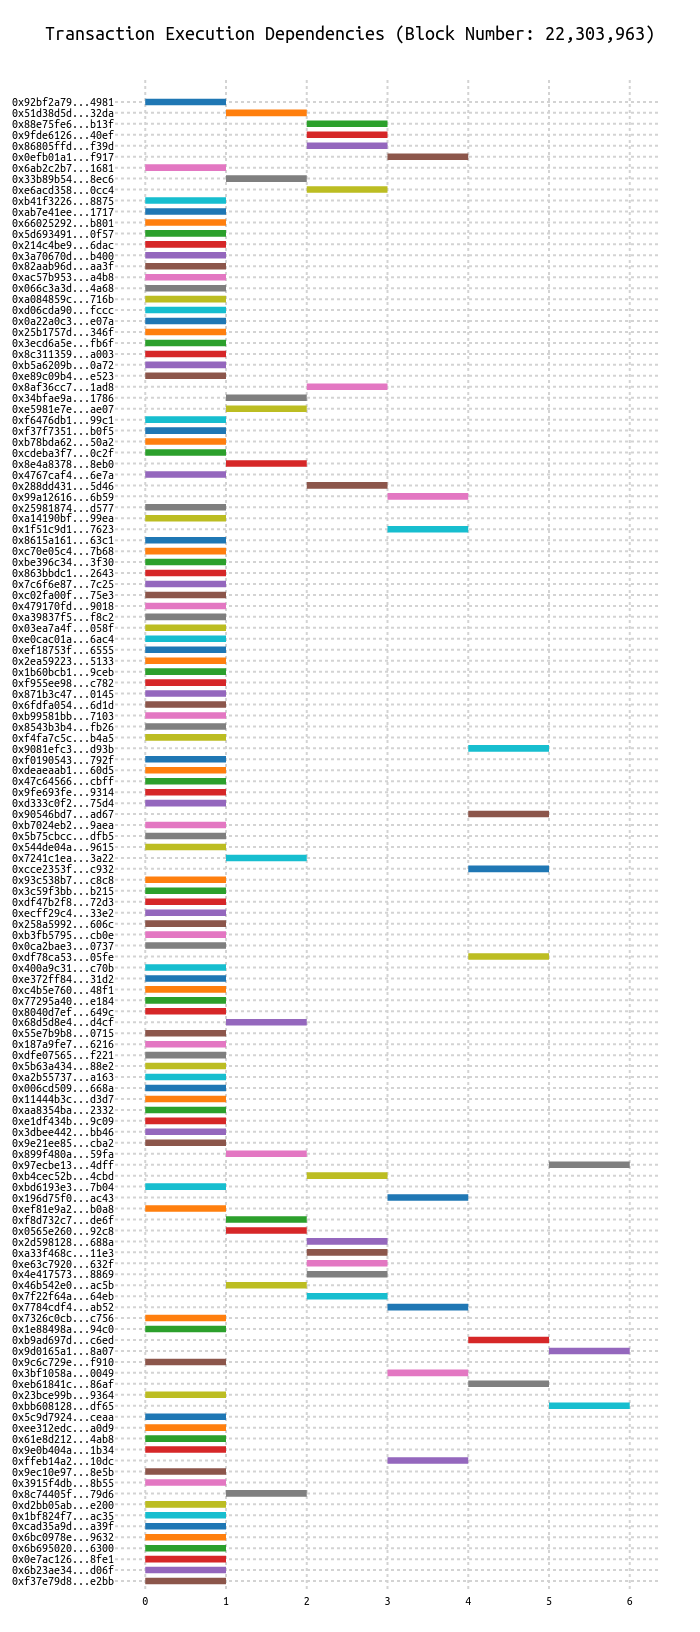 Transaction Execution Dependencies (Block Number: 22,303,963)
0x92bf2a79...4981
0x51d38d5d...32da
0x88e75fe6...b13f
0x9fde6126...40ef
0x86805ffd...f39d
0x0efb01a1...f917
0x6ab2c2b7...1681
0x33b89b54...8ec6
0xe6acd358...0cc4
0xb41f3226...8875
0xab7e41ee...1717
0x66025292...b801
0x5d693491...0f57
0x214c4be9...6dac
0x3a70670d...b400
0x82aab96d...aa3f
0xac57b953...a4b8
0x066c3a3d...4a68
0xa084859c...716b
0xd06cda90...fccc
0x0a22a0c3...e07a
0x25b1757d...346f
0x3ecd6a5e...fb6f
0x8c311359...a003
0xb5a6209b...0a72
0xe89c09b4...e523
0x8af36cc7...1ad8
0x34bfae9a...1786
0xe5981e7e...ae07
0xf6476db1...99c1
0xf37f7351...b0f5
0xb78bda62...50a2
0xcdeba3f7...0c2f
0x8e4a8378...8eb0
0x4767caf4...6e7a
0x288dd431...5d46
0x99a12616...6b59
0x25981874...d577
0xa14190bf...99ea
0x1f51c9d1...7623
0x8615a161...63c1
0xc70e05c4...7b68
0xbe396c34...3f30
0x863bbdc1...2643
0x7c6f6e87...7c25
0xc02fa00f...75e3
0x479170fd...9018
0xa39837f5...f8c2
0x03ea7a4f...058f
0xe0cac01a...6ac4
0xef18753f...6555
0x2ea59223...5133
0x1b60bcb1...9ceb
0xf955ee98...c782
0x871b3c47...0145
0x6fdfa054...6d1d
0xb99581bb...7103
0x8543b3b4...fb26
0xf4fa7c5c...b4a5
0x9081efc3...d93b
0xf0190543...792f
0xdeaeaab1...60d5
0x47c64566...cbff
0x9fe693fe...9314
0xd333c0f2...75d4
0x90546bd7...ad67
0xb7024eb2...9aea
0x5b75cbcc...dfb5
0x544de04a...9615
0x7241c1ea...3a22
0xcce2353f...c932
0x93c538b7...c8c8
0x3c59f3bb...b215
0xdf47b2f8...72d3
0xecff29c4...33e2
0x258a5992...606c
0xb3fb5795...cb0e
0x0ca2bae3...0737
0xdf78ca53...05fe
0x400a9c31...c70b
0xe372ff84...31d2
0xc4b5e760...48f1
0x77295a40...e184
0x8040d7ef...649c
0x68d5d8e4...d4cf
0x55e7b9b8...0715
0x187a9fe7...6216
0xdfe07565...f221
0x5b63a434...88e2
0xa2b55737...a163
0x006cd509...668a
0x11444b3c...d3d7
0xaa8354ba...2332
0xe1df434b...9c09
0x3dbee442...bb46
0x9e21ee85...cba2
0x899f480a...59fa
0x97ecbe13...4dff
0xb4cec52b...4cbd
0xbd6193e3...7b04
0x196d75f0...ac43
0xef81e9a2...b0a8
0xf8d732c7...de6f
0x0565e260...92c8
0x2d598128...688a
0xa33f468c...11e3
0xe63c7920...632f
0x4e417573...8869
0x46b542e0...ac5b
0x7f22f64a...64eb
0x7784cdf4...ab52
0x7326c0cb...c756
0x1e88498a...94c0
0xb9ad697d...c6ed
0x9d0165a1...8a07
0x9c6c729e...f910
0x3bf1058a...0049
0xeb61841c...86af
0x23bce99b...9364
0xbb608128...df65
0x5c9d7924...ceaa
0xee312edc...a0d9
0x61e8d212...4ab8
0x9e0b404a...1b34
0xffeb14a2...10dc
0x9ec10e97...8e5b
0x3915f4db...8b55
0x8c74405f...79d6
0xd2bb05ab...e200
0x1bf824f7...ac35
0xcad35a9d...a39f
0x6bc0978e...9632
0x6b695020...6300
0x0e7ac126...8fe1
0x6b23ae34...d06f
0xf37e79d8...e2bb
0 1 2 3 4 5 6